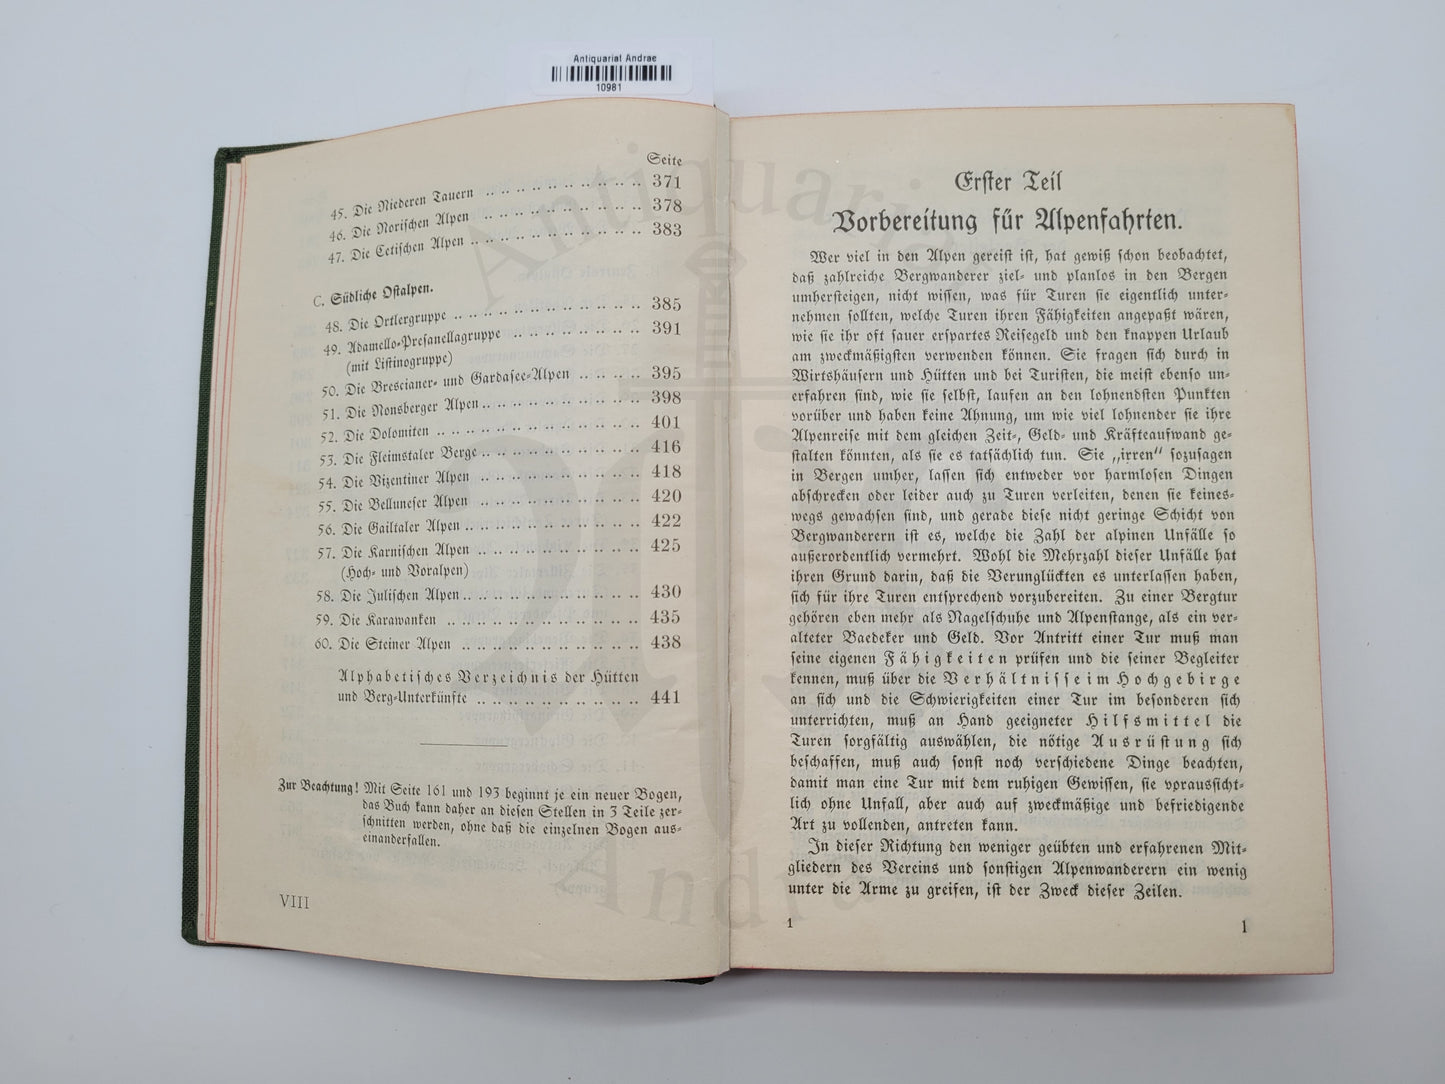 Antiquariat Andrae
10981
Seite
45. Die Niederen Tauern .. .. .. .. .. .. .. .. .. .. 371
46. Die Norischen Alpen .. .. .. .. .. .. .. .. .. .. 378
47. Die Cetischen Alpen .. .. .. .. .. .. .. .. .. .. 383
C. Südliche Ostalpen.
48. Die Ortlergruppe .. .. .. .. .. .. .. .. .. .. .. 385
49. Adamello-Presanellagruppe .. .. .. .. .. .. .. .. 391
(mit Listinogruppe)
50. Die Brescianer- und Gardasee-Alpen .. .. .. .. 395
51. Die Nonsberger Alpen .. .. .. .. .. .. .. .. .. 398
52. Die Dolomiten .. .. .. .. .. .. .. .. .. .. .. .. 401
53. Die Fleimstaler Berge .. .. .. .. .. .. .. .. .. .. 416
54. Die Vizentiner Alpen .. .. .. .. .. .. .. .. .. .. 418
55. Die Belluneser Alpen .. .. .. .. .. .. .. .. .. .. 420
56. Die Gailtaler Alpen .. .. .. .. .. .. .. .. .. .. 422
57. Die Karnischen Alpen .. .. .. .. .. .. .. .. .. 425
(Hoch- und Voralpen)
58. Die Julischen Alpen .. .. .. .. .. .. .. .. .. .. 430
59. Die Karawanken .. .. .. .. .. .. .. .. .. .. .. 435
60. Die Steiner Alpen .. .. .. .. .. .. .. .. .. .. .. 438
Alphabetisches Verzeichnis der Hütten
und Berg-Unterkünfte .. .. .. .. .. .. .. .. .. .. 441
Zur Beachtung! Mit Seite 161 und 193 beginnt je ein neuer Bogen,
das Buch kann daher an diesen Stellen in 3 Teile zer-
schnitten werden, ohne daß die einzelnen Bogen aus-
einanderfallen.
VIII
Erster Teil
Vorbereitung für Alpenfahrten.
Wer viel in den Alpen gereist ist, hat gewiß schon beobachtet,
daß zahlreiche Bergwanderer ziel- und planlos in den Bergen
umhersteigen, nicht wissen, was für Turen sie eigentlich unter-
nehmen sollten, welche Turen ihren Fähigkeiten angepaßt wären,
wie sie ihr oft sauer erspartes Reisegeld und den knappen Urlaub
am zweckmäßigsten verwenden können. Sie fragen sich durch in
Wirtshäusern und Hütten und bei Turisten, die meist ebenso un-
erfahren sind, wie sie selbst, laufen an den lohnendsten Punkten
vorüber und haben keine Ahnung, um wie viel lohnender sie ihre
Alpenreise mit dem gleichen Zeit-, Geld- und Kräfteaufwand ge-
stalten könnten, als sie es tatsächlich tun. Sie „irren" sozusagen
in Bergen umher, lassen sich entweder vor harmlosen Dingen
abschrecken oder leider auch zu Turen verleiten, denen sie keines-
wegs gewachsen sind, und gerade diese nicht geringe Schicht von
Bergwanderern ist es, welche die Zahl der alpinen Unfälle so
außerordentlich vermehrt. Wohl die Mehrzahl dieser Unfälle hat
ihren Grund darin, daß die Verunglückten es unterlassen haben,
sich für ihre Turen entsprechend vorzubereiten. Zu einer Bergtur
gehören eben mehr als Nagelschuhe und Alpenstange, als ein ver-
alteter Baedeker und Geld. Vor Antritt einer Tur muß man
seine eigenen Fähigkeiten prüfen und die seiner Begleiter
kennen, muß über die Verhältnisse im Hochgebirge
an sich und die Schwierigkeiten einer Tur im besonderen sich
unterrichten, muß an Hand geeigneter Hilfsmittel die
Turen sorgfältig auswählen, die nötige Ausrüstung sich
beschaffen, muß auch sonst noch verschiedene Dinge beachten,
damit man eine Tur mit dem ruhigen Gewissen, sie voraussicht-
lich ohne Unfall, aber auch auf zweckmäßige und befriedigende
Art zu vollenden, antreten kann.
In dieser Richtung den weniger geübten und erfahrenen Mit-
gliedern des Vereins und sonstigen Alpenwanderern ein wenig
unter die Arme zu greifen, ist der Zweck dieser Zeilen.
1
1
Antiquariat
Andrae